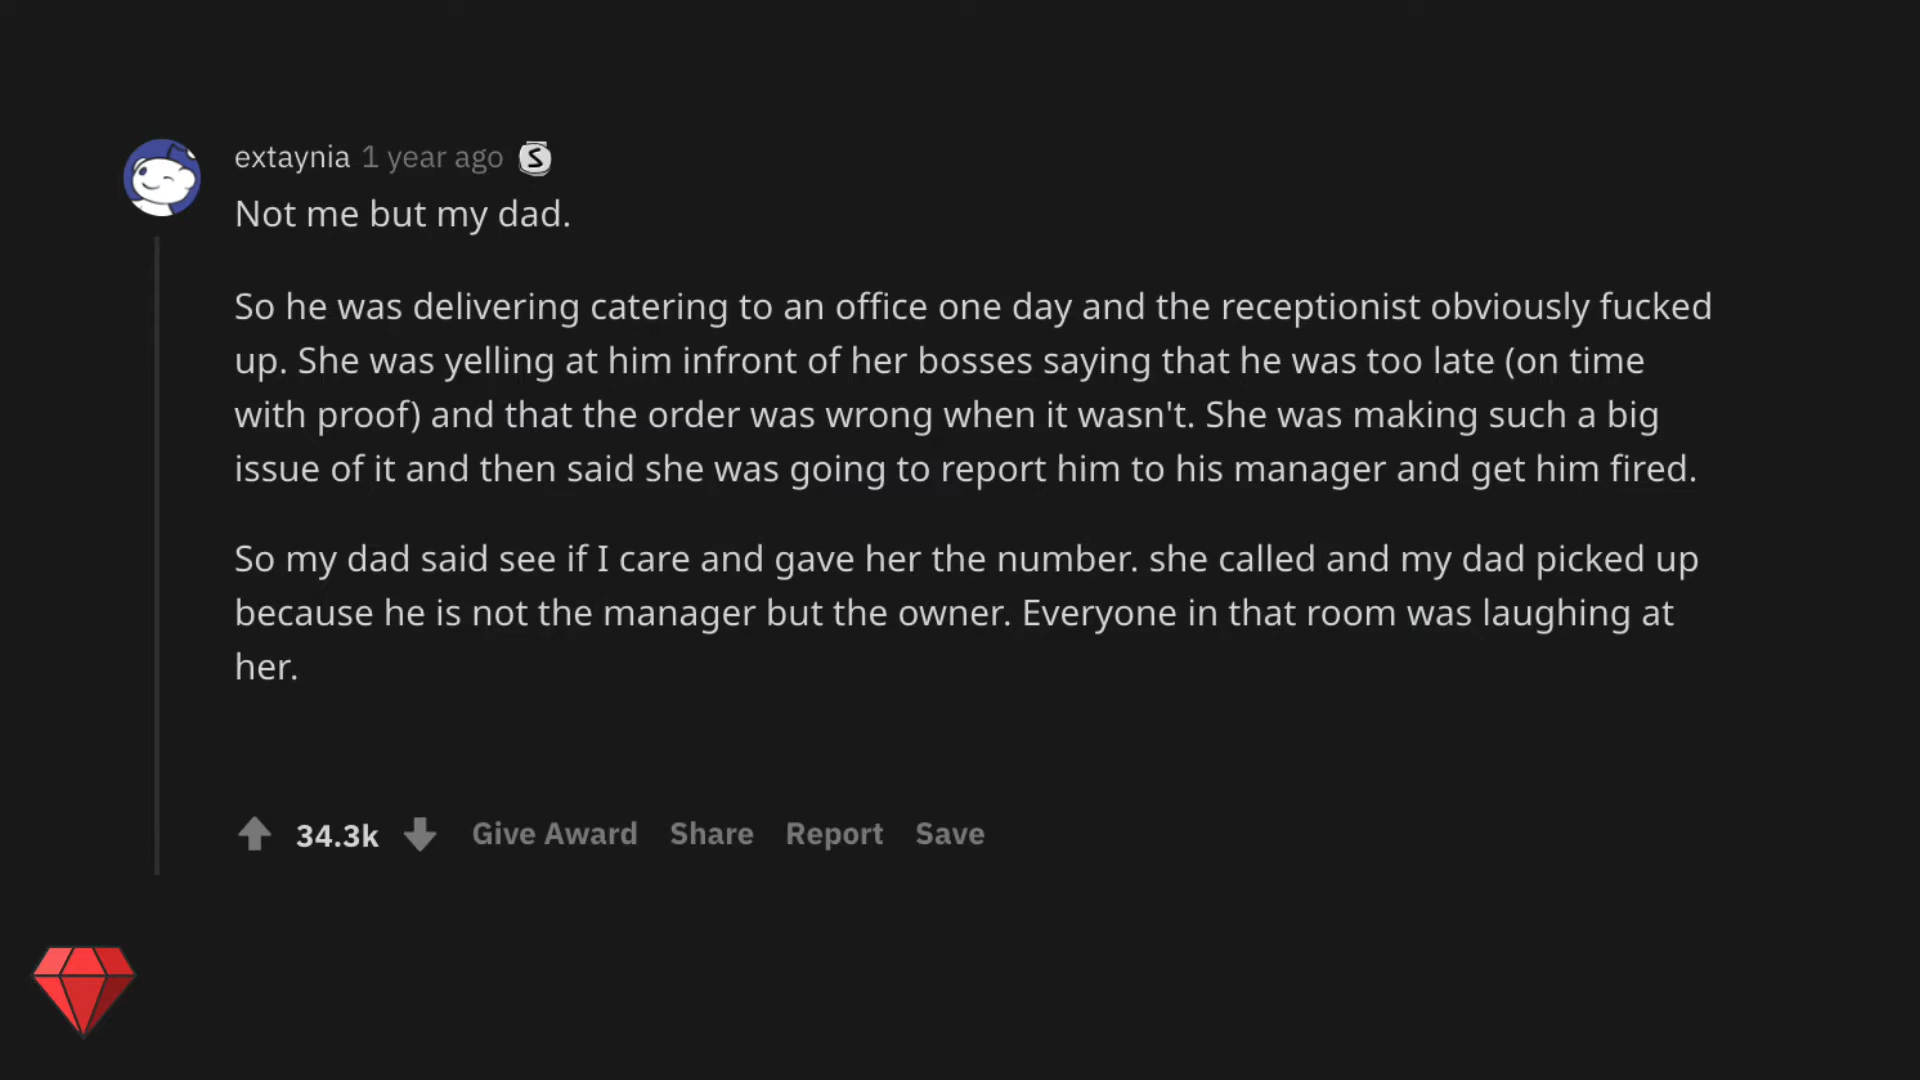 extaynia 1 year ago S
Not me but my dad.
So he was delivering catering to an office one day and the receptionist obviously fucked
up. She was yelling at him infront of her bosses saying that he was too late (on time
with proof) and that the order was wrong when it wasn't. She was making such a big
issue of it and then said she was going to report him to his manager and get him fired.
So my dad said see if I care and gave her the number. she called and my dad picked up
because he is not the manager but the owner. Everyone in that room was laughing at
her.
34.3k Give Award Share Report Save